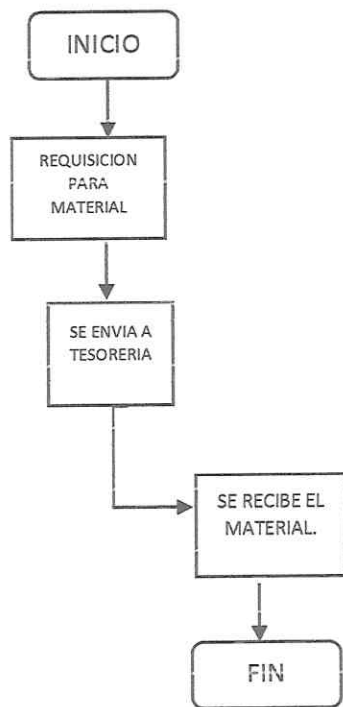 INICIO
REQUISICION
PARA
MATERIAL
SE ENVIA A
TESORERIA
SE RECIBE EL
MATERIAL.
FIN